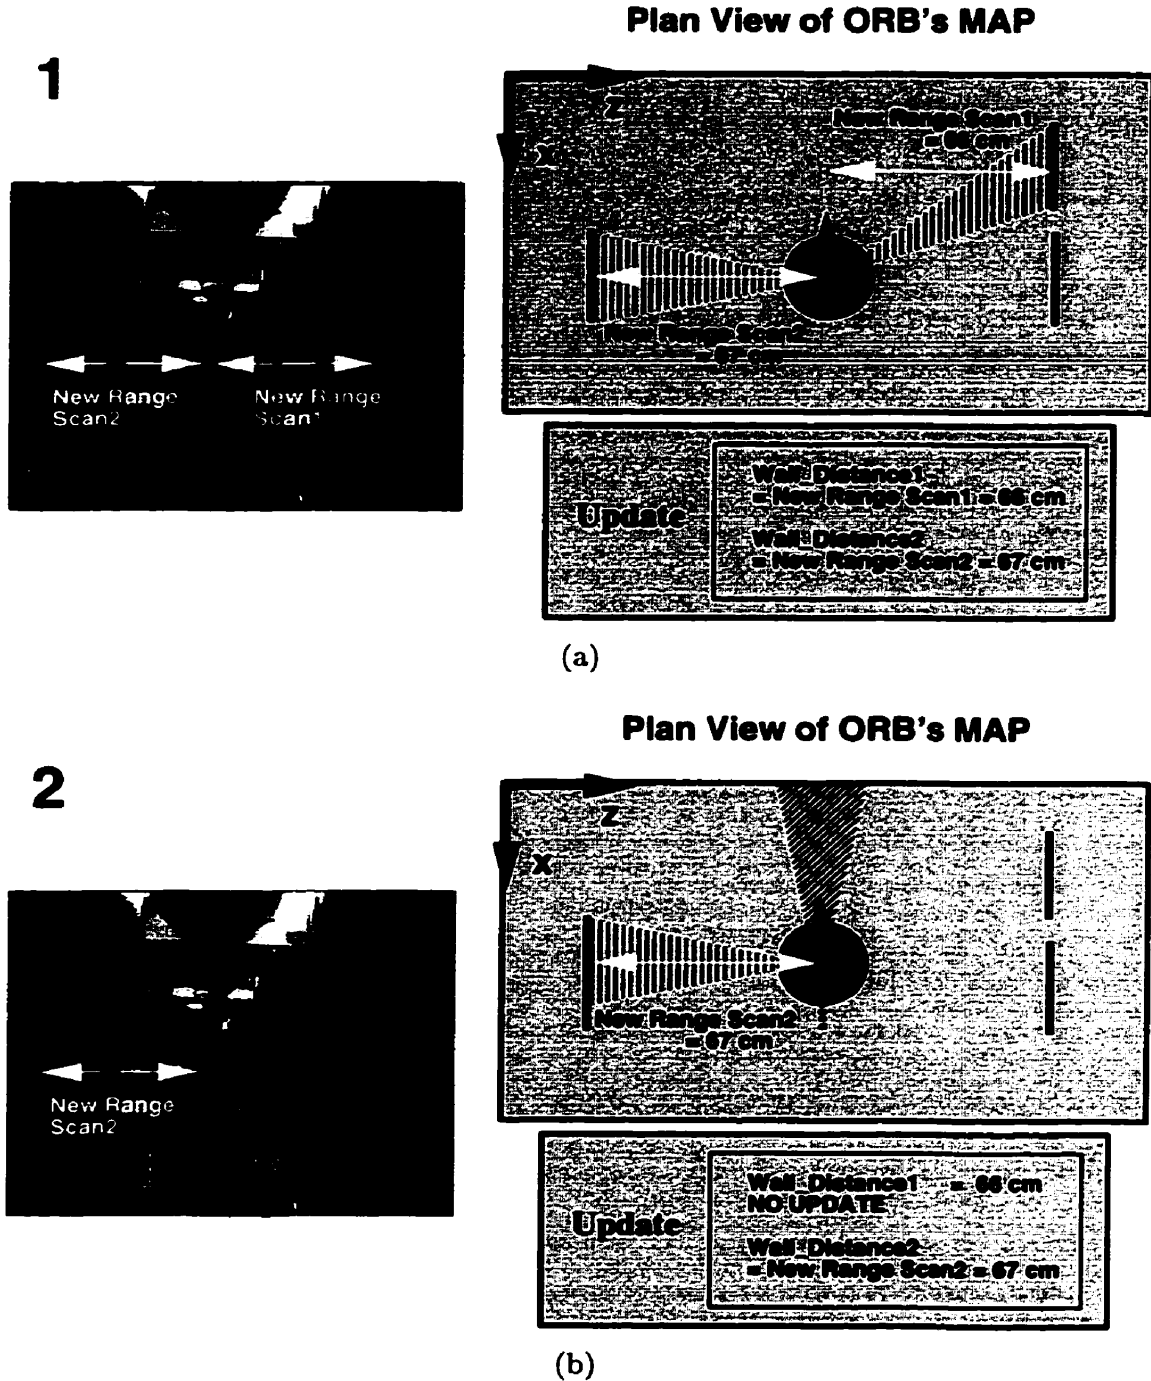 Plan View of ORB's MAP
1
Z
X
New Range Scan1
= 66 cm
New Range Scan2
= 67 cm
New Range
Scan2
New Range
Scan1
Update
Wall_Distance1
= New Range Scan1 = 66 cm
Wall_Distance2
= New Range Scan2 = 67 cm
(a)
Plan View of ORB's MAP
2
Z
X
New Range Scan2
= 67 cm
New Range
Scan2
Update
Wall_Distance1 = 66 cm
NO UPDATE
Wall_Distance2
= New Range Scan2 = 67 cm
(b)